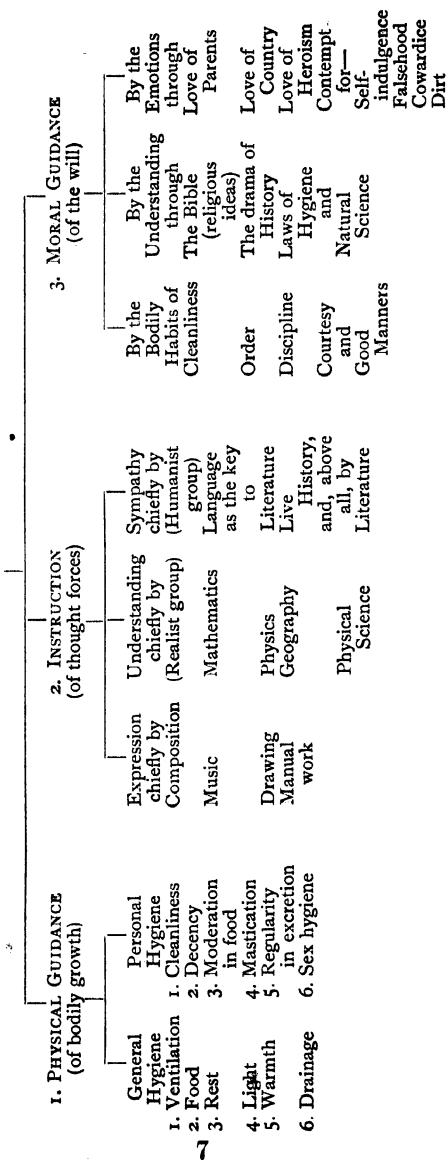 1. PHYSICAL GUIDANCE
(of bodily growth)
General
Hygiene
1. Ventilation
2. Food
3. Rest
4. Light
5. Warmth
6. Drainage
Personal
Hygiene
1. Cleanliness
2. Decency
3. Moderation
in food
4. Mastication
5. Regularity
in excretion
6. Sex hygiene
2. INSTRUCTION
(of thought forces)
Expression
chiefly by
Composition
Music
Drawing
Manual
work
Understanding
chiefly by
(Realist group)
Mathematics
Physics
Geography
Physical
Science
Sympathy
chiefly by
(Humanist
group)
Language
as the key
to
Literature
Live
History,
and, above
all, by
Literature
3. MORAL GUIDANCE
(of the will)
By the
Bodily
Habits of
Cleanliness
Order
Discipline
Courtesy
and
Good
Manners
By the
Understanding
through
The Bible
(religious
ideas)
The drama of
History
Laws of
Hygiene
and
Natural
Science
By the
Emotions
through
Love of
Parents
Love of
Country
Love of
Heroism
Contempt
for—
Self-
indulgence
Falsehood
Cowardice
Dirt
7